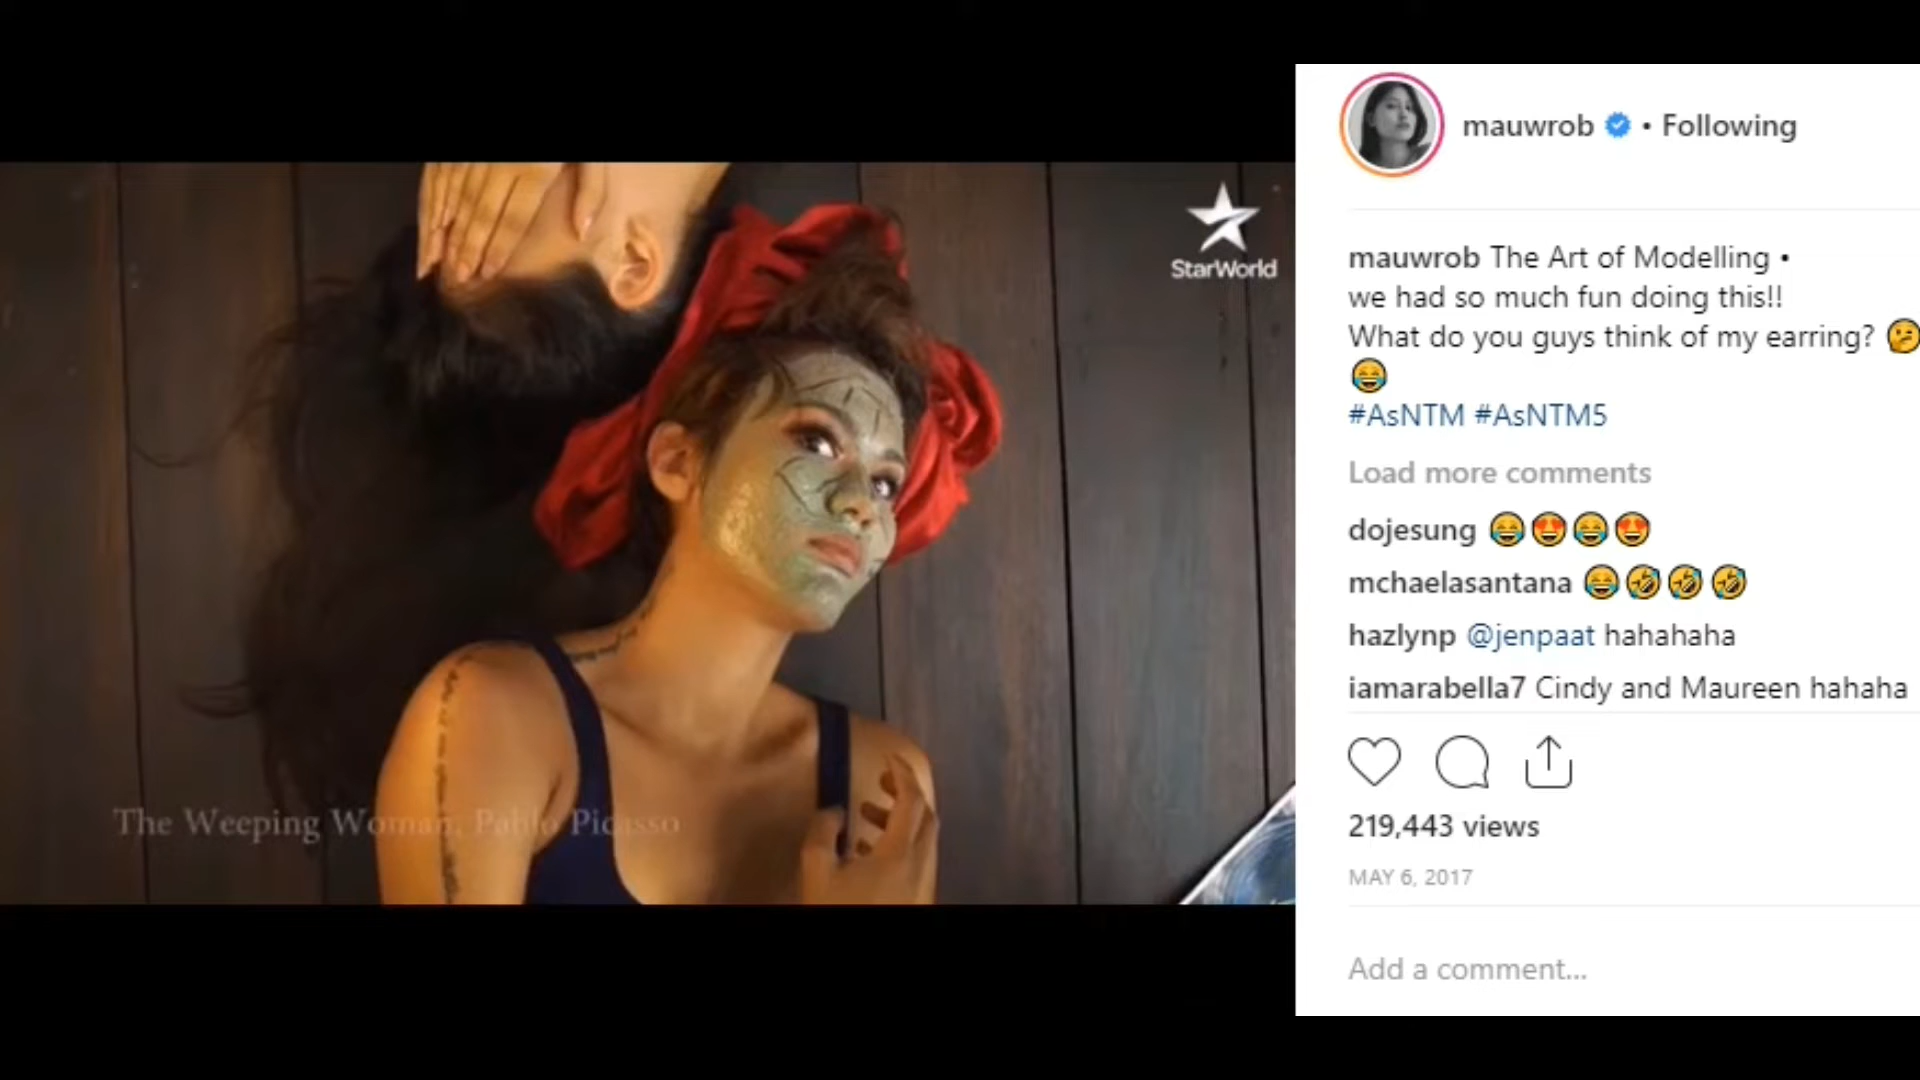 StarWorld
The Weeping Woman, Pablo Picasso
mauwrob • Following
mauwrob The Art of Modelling •
we had so much fun doing this!!
What do you guys think of my earring? 🤔
😂
#AsNTM #AsNTM5
Load more comments
dojesung 😂😍😂😍
mchaelasantana 😂🤣🤣🤣
hazlynp @jenpaat hahahaha
iamarabella7 Cindy and Maureen hahaha
219,443 views
MAY 6, 2017
Add a comment...